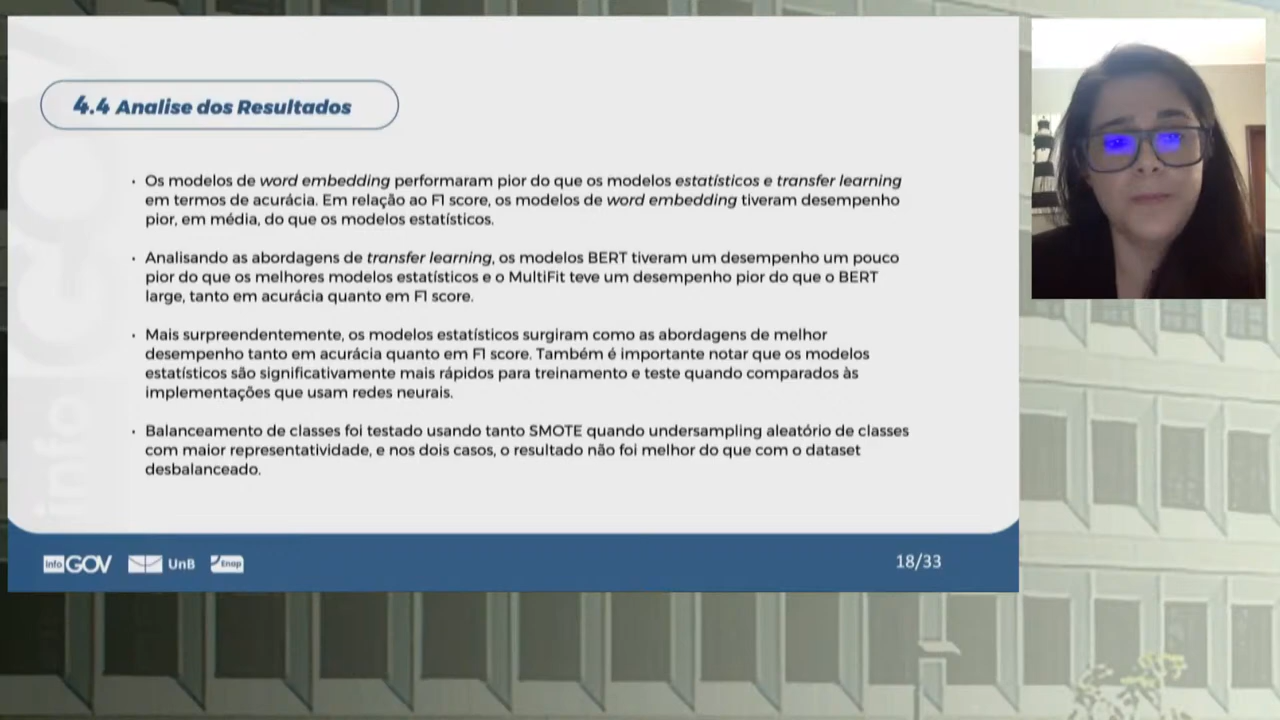 4.4 Analise dos Resultados
• Os modelos de word embedding performaram pior do que os modelos estatísticos e transfer learning
em termos de acurácia. Em relação ao F1 score, os modelos de word embedding tiveram desempenho
pior, em média, do que os modelos estatísticos.
• Analisando as abordagens de transfer learning, os modelos BERT tiveram um desempenho um pouco
pior do que os melhores modelos estatísticos e o MultiFit teve um desempenho pior do que o BERT
large, tanto em acurácia quanto em F1 score.
• Mais surpreendentemente, os modelos estatísticos surgiram como as abordagens de melhor
desempenho tanto em acurácia quanto em F1 score. Também é importante notar que os modelos
estatísticos são significativamente mais rápidos para treinamento e teste quando comparados às
implementações que usam redes neurais.
• Balanceamento de classes foi testado usando tanto SMOTE quando undersampling aleatório de classes
com maior representatividade, e nos dois casos, o resultado não foi melhor do que com o dataset
desbalanceado.
info GOV
info GOV UnB Enap 18/33